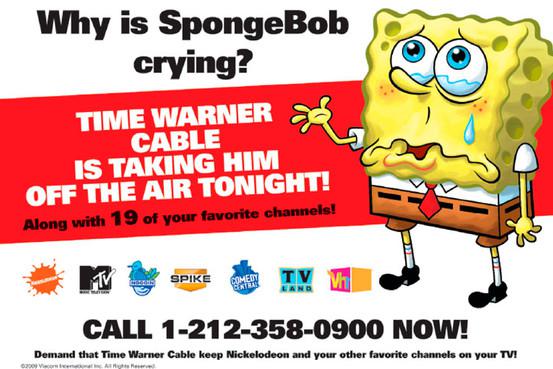 Why is SpongeBob
crying?
TIME WARNER
CABLE
IS TAKING HIM
OFF THE AIR TONIGHT!
Along with 19 of your favorite channels!
NICKELODEON
MTV
MUSIC TELEVISION
noggin
SPIKE
COMEDY
CENTRAL
TV
LAND
VH1
CALL 1-212-358-0900 NOW!
Demand that Time Warner Cable keep Nickelodeon and your other favorite channels on your TV!
©2009 Viacom International Inc. All Rights Reserved.